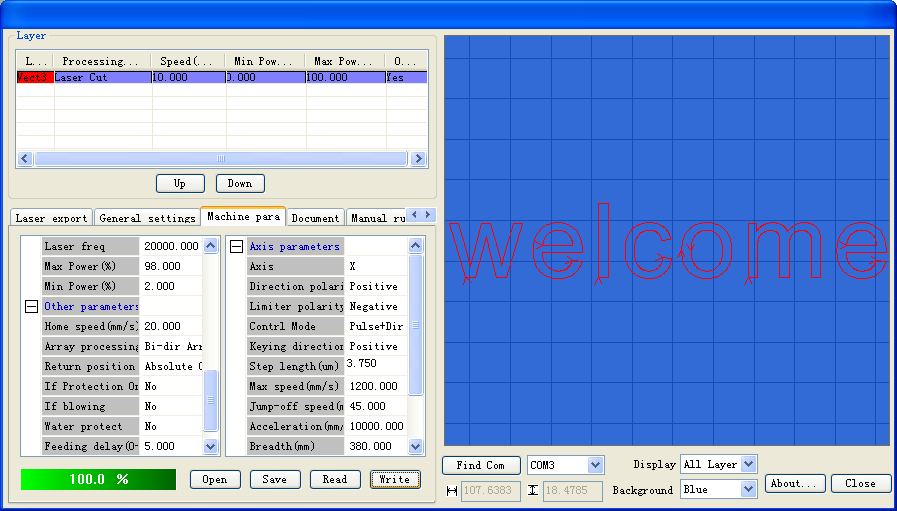 Layer
L... Processing... Speed(... Min Pow... Max Pow... O...
Vect3 Laser Cut 10.000 0.000 100.000 Yes
Up Down
Laser export General settings Machine para Document Manual ru
Laser freq 20000.000
Max Power(%) 98.000
Min Power(%) 2.000
Other parameters
Home speed(mm/s) 20.000
Array processing Bi-dir Arr
Return position Absolute O
If Protection On No
If blowing No
Water protect No
Feeding delay(0- 5.000
Axis parameters
Axis X
Direction polari Positive
Limiter polarity Negative
Contrl Mode Pulse+Dir
Keying direction Positive
Step length(um) 3.750
Max speed(mm/s) 1200.000
Jump-off speed(m 45.000
Acceleration(mm/ 10000.000
Breadth(mm) 380.000
100.0 %
Open Save Read Write
welcome
Find Com COM3 Display All Layer
107.6383 18.4785 Background Blue
About... Close